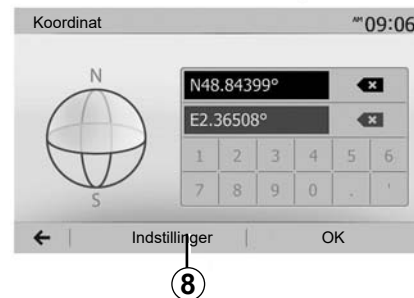 Koordinat AM 09:06
N
S
N48.84399°
E2.36508°
1 2 3 4 5 6
7 8 9 0 . '
Indstillinger OK
8